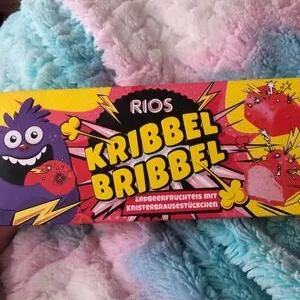 RIOS
KRIBBEL
BRIBBEL
ERDBEERFRUCHTEIS MIT
KNISTERBRAUSESTÜCKCHEN